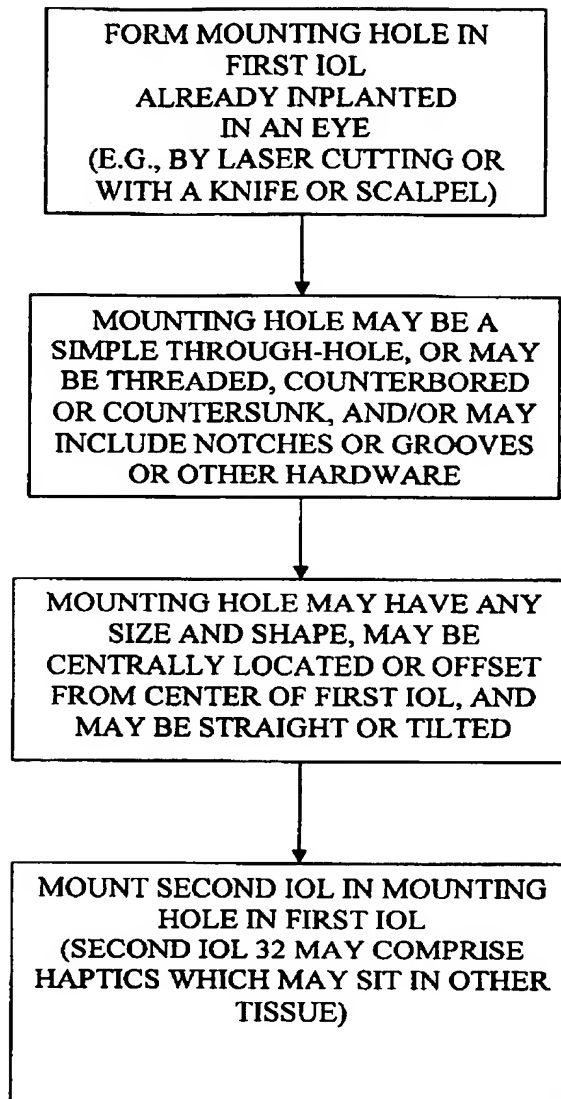 FORM MOUNTING HOLE IN
FIRST IOL
ALREADY INPLANTED
IN AN EYE
(E.G., BY LASER CUTTING OR
WITH A KNIFE OR SCALPEL)
MOUNTING HOLE MAY BE A
SIMPLE THROUGH-HOLE, OR MAY
BE THREADED, COUNTERBORED
OR COUNTERSUNK, AND/OR MAY
INCLUDE NOTCHES OR GROOVES
OR OTHER HARDWARE
MOUNTING HOLE MAY HAVE ANY
SIZE AND SHAPE, MAY BE
CENTRALLY LOCATED OR OFFSET
FROM CENTER OF FIRST IOL, AND
MAY BE STRAIGHT OR TILTED
MOUNT SECOND IOL IN MOUNTING
HOLE IN FIRST IOL
(SECOND IOL 32 MAY COMPRISE
HAPTICS WHICH MAY SIT IN OTHER
TISSUE)